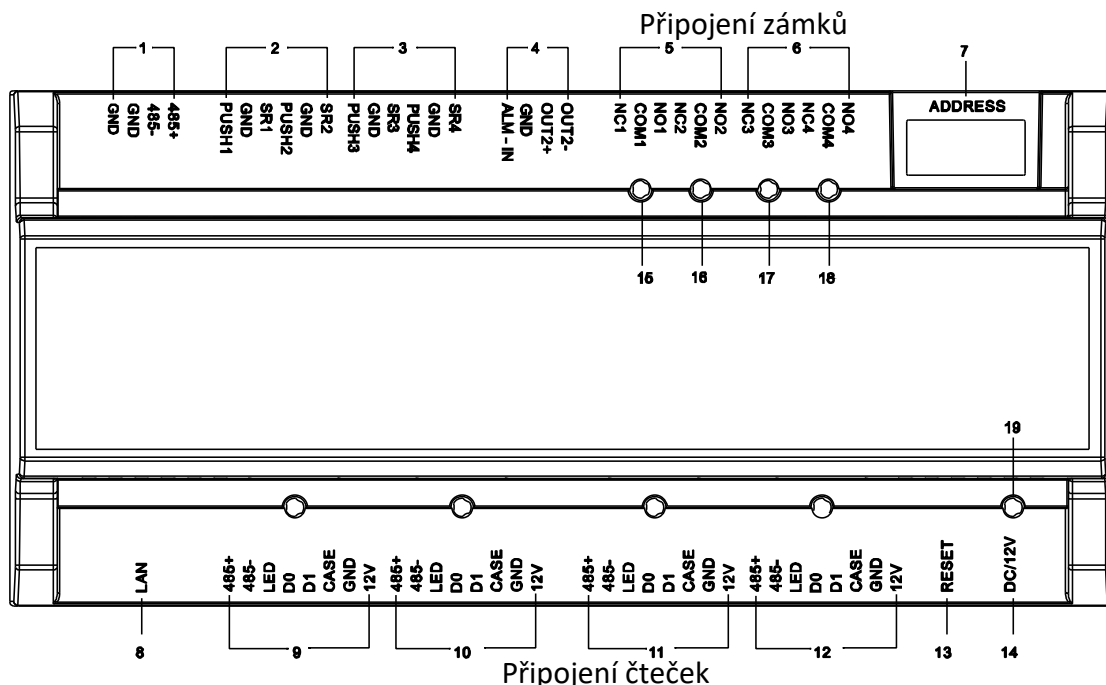 Připojení zámků
1 2 3 4 5 6 7
GND GND 485- 485+
PUSH1 GND SR1 PUSH2 GND SR2
PUSH3 GND SR3 PUSH4 GND SR4
ALM - IN GND OUT2+ OUT2-
NC1 COM1 NO1 NC2 COM2 NO2
NC3 COM3 NO3 NC4 COM4 NO4
ADDRESS
15 16 17 18
19
LAN
485+ 485- LED D0 D1 CASE GND 12V
485+ 485- LED D0 D1 CASE GND 12V
485+ 485- LED D0 D1 CASE GND 12V
485+ 485- LED D0 D1 CASE GND 12V
RESET
DC/12V
8 9 10 11 12 13 14
Připojení čteček